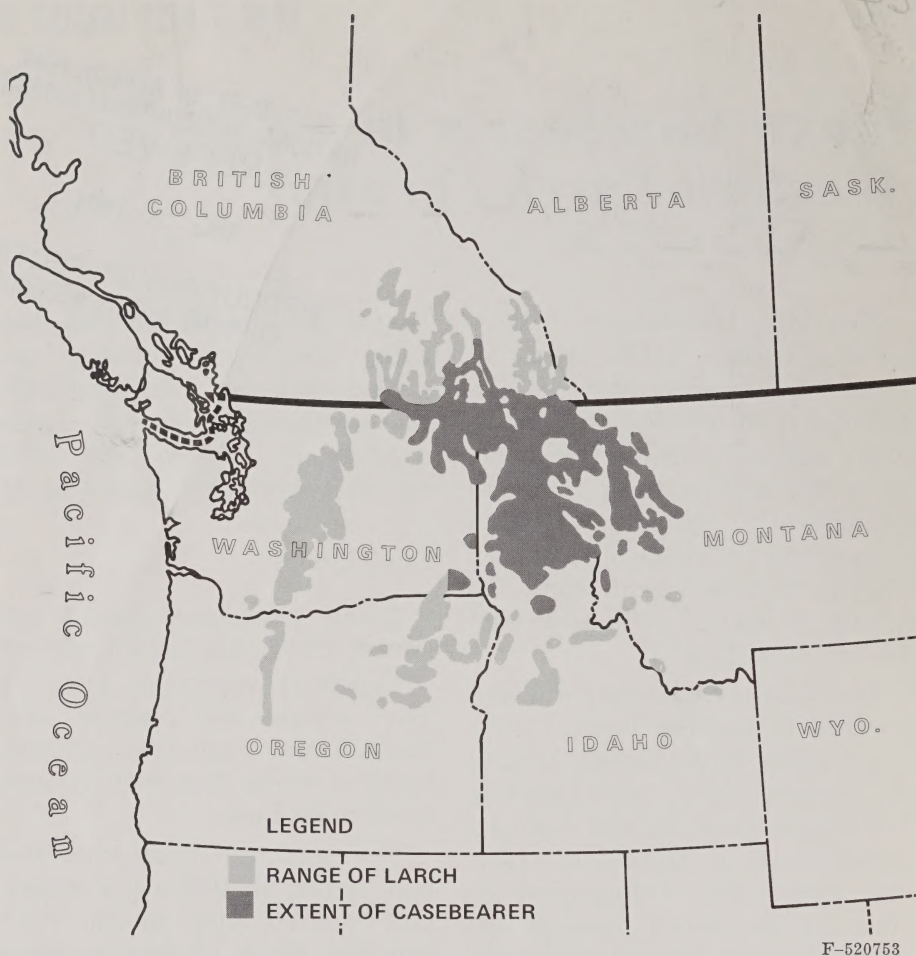 BRITISH
COLUMBIA
ALBERTA
SASK.
Pacific Ocean
WASHINGTON
MONTANA
OREGON
IDAHO
WYO.
LEGEND
RANGE OF LARCH
EXTENT OF CASEBEARER
F-520753